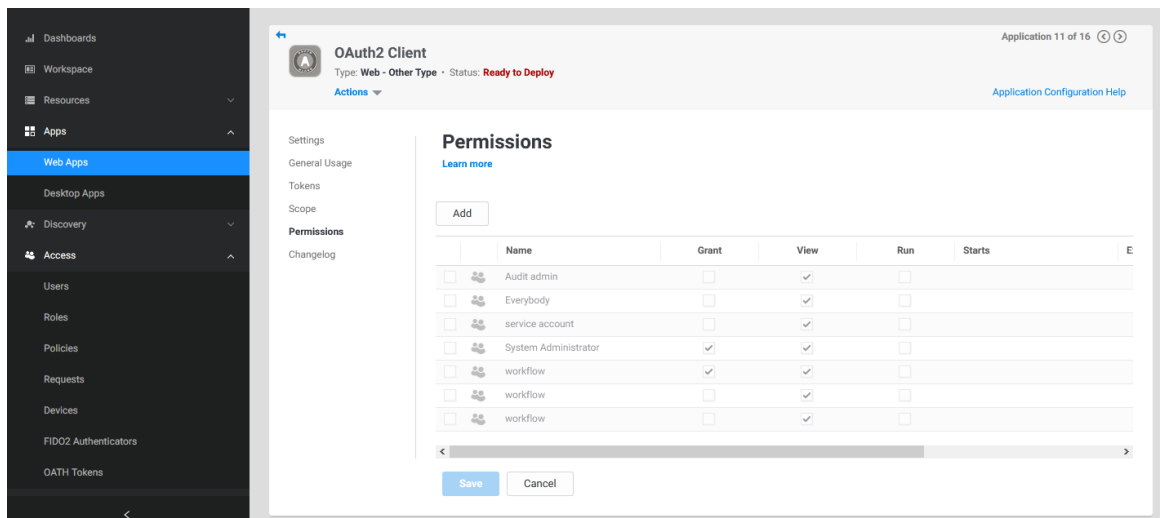 Dashboards
Workspace
Resources
Apps
Web Apps
Desktop Apps
Discovery
Access
Users
Roles
Policies
Requests
Devices
FIDO2 Authenticators
OATH Tokens
OAuth2 Client
Application 11 of 16
Type: Web - Other Type • Status: Ready to Deploy
Actions
Application Configuration Help
Settings
General Usage
Tokens
Scope
Permissions
Changelog
Permissions
Learn more
Add
Name Grant View Run Starts E
Audit admin
Everybody
service account
System Administrator
workflow
workflow
workflow
Save Cancel